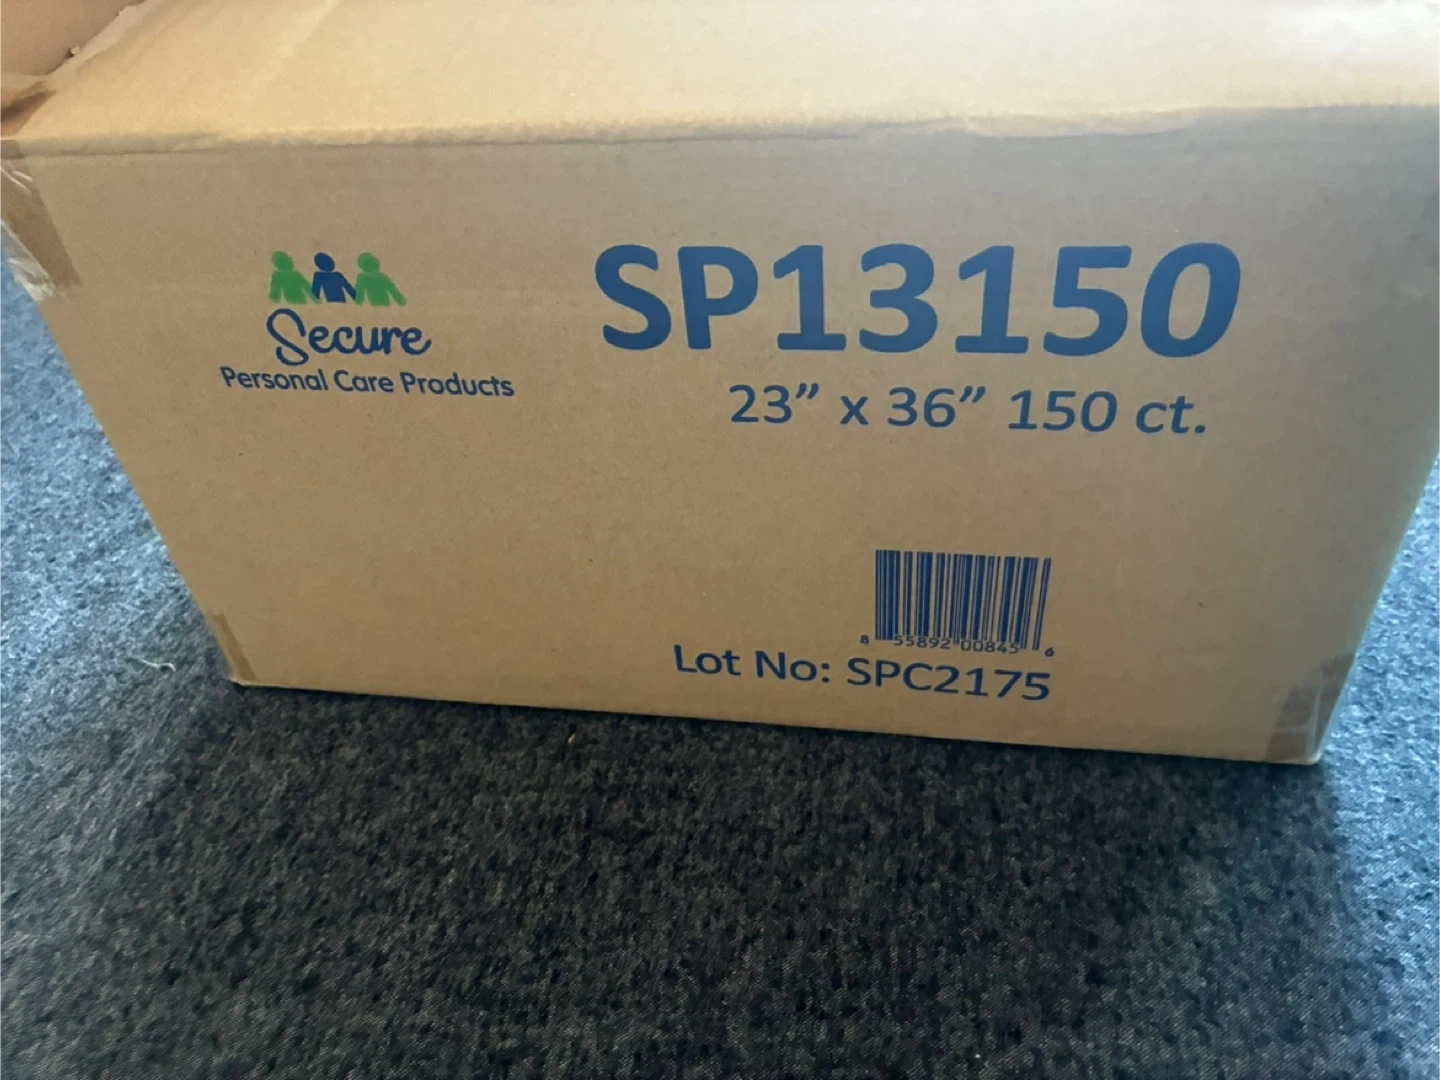 Secure
Personal Care Products
SP13150
23” x 36” 150 ct.
8 55892 00845 6
Lot No: SPC2175